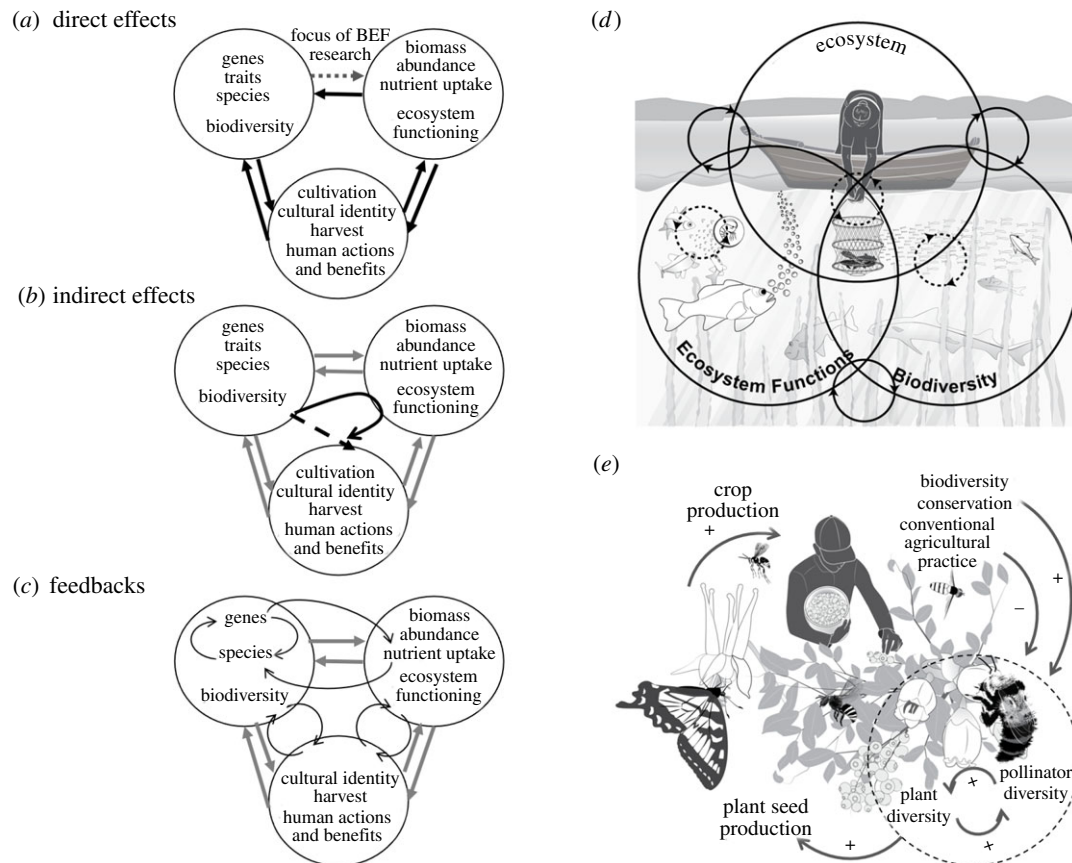 (a) direct effects
focus of BEF
research
genes
traits
species
biodiversity
biomass
abundance
nutrient uptake
ecosystem
functioning
cultivation
cultural identity
harvest
human actions
and benefits
(b) indirect effects
genes
traits
species
biodiversity
biomass
abundance
nutrient uptake
ecosystem
functioning
cultivation
cultural identity
harvest
human actions
and benefits
(c) feedbacks
genes
species
biodiversity
biomass
abundance
nutrient uptake
ecosystem
functioning
cultural identity
harvest
human actions
and benefits
(d)
ecosystem
Ecosystem Functions
Biodiversity
(e)
crop
production
+
biodiversity
conservation
conventional
agricultural
practice
+
–
plant seed
production
+
plant
diversity
+
pollinator
diversity
+